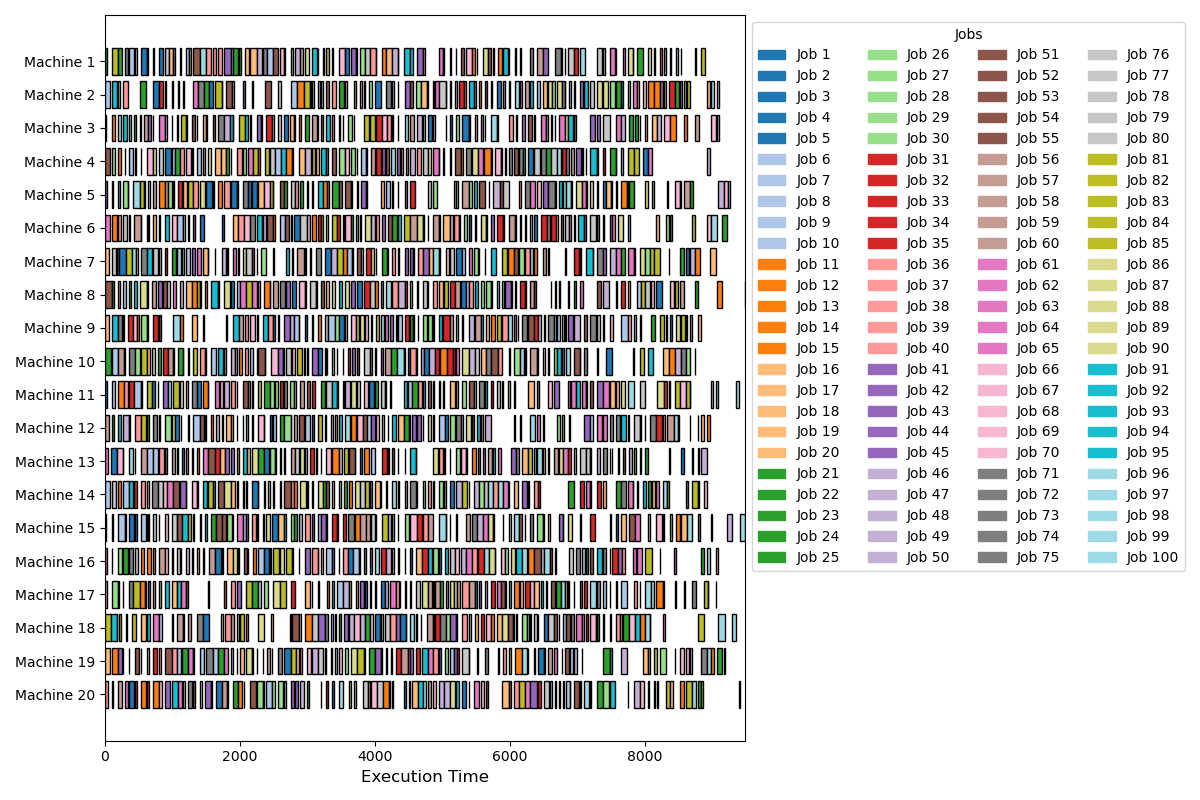 Machine 1
Machine 2
Machine 3
Machine 4
Machine 5
Machine 6
Machine 7
Machine 8
Machine 9
Machine 10
Machine 11
Machine 12
Machine 13
Machine 14
Machine 15
Machine 16
Machine 17
Machine 18
Machine 19
Machine 20
0 2000 4000 6000 8000
Execution Time
Jobs
Job 1 Job 26 Job 51 Job 76
Job 2 Job 27 Job 52 Job 77
Job 3 Job 28 Job 53 Job 78
Job 4 Job 29 Job 54 Job 79
Job 5 Job 30 Job 55 Job 80
Job 6 Job 31 Job 56 Job 81
Job 7 Job 32 Job 57 Job 82
Job 8 Job 33 Job 58 Job 83
Job 9 Job 34 Job 59 Job 84
Job 10 Job 35 Job 60 Job 85
Job 11 Job 36 Job 61 Job 86
Job 12 Job 37 Job 62 Job 87
Job 13 Job 38 Job 63 Job 88
Job 14 Job 39 Job 64 Job 89
Job 15 Job 40 Job 65 Job 90
Job 16 Job 41 Job 66 Job 91
Job 17 Job 42 Job 67 Job 92
Job 18 Job 43 Job 68 Job 93
Job 19 Job 44 Job 69 Job 94
Job 20 Job 45 Job 70 Job 95
Job 21 Job 46 Job 71 Job 96
Job 22 Job 47 Job 72 Job 97
Job 23 Job 48 Job 73 Job 98
Job 24 Job 49 Job 74 Job 99
Job 25 Job 50 Job 75 Job 100